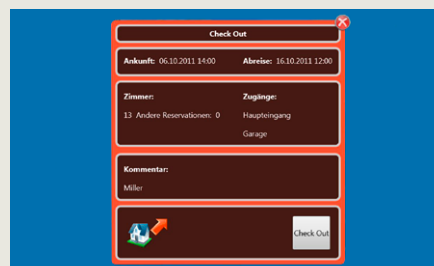 Check Out
Ankunft: 06.10.2011 14:00 Abreise: 16.10.2011 12:00
Zimmer: Zugänge:
13 Andere Reservationen: 0 Haupteingang
Garage
Kommentar:
Miller
Check Out